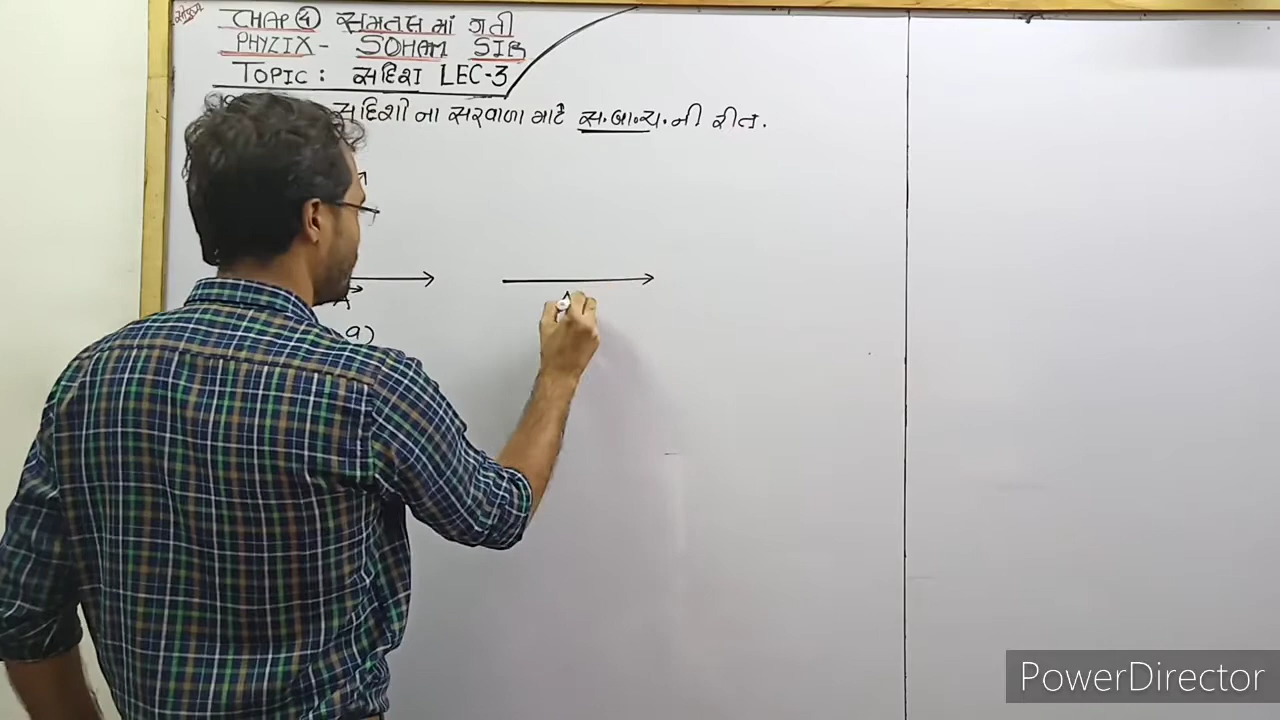 CHAP ④ સમતલ માં ગતી
PHYZIX - SOHAM SIR
TOPIC : સદિશ LEC-3
સદિશો ના સરવાળા માટે સ.બા.ચ. ની રીત.
A
a)
PowerDirector